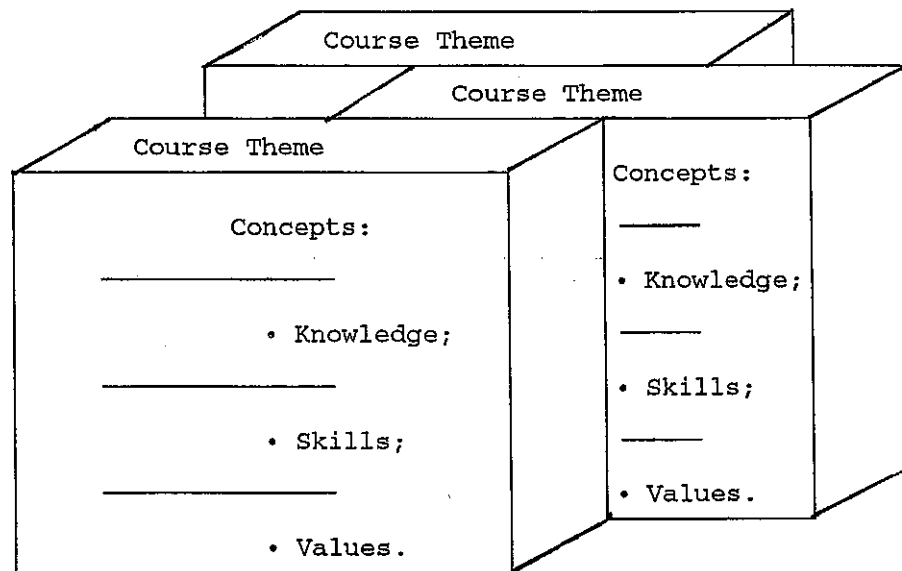 Course Theme
Course Theme
Course Theme
Concepts:
• Knowledge;
• Skills;
• Values.
Concepts:
• Knowledge;
• Skills;
• Values.